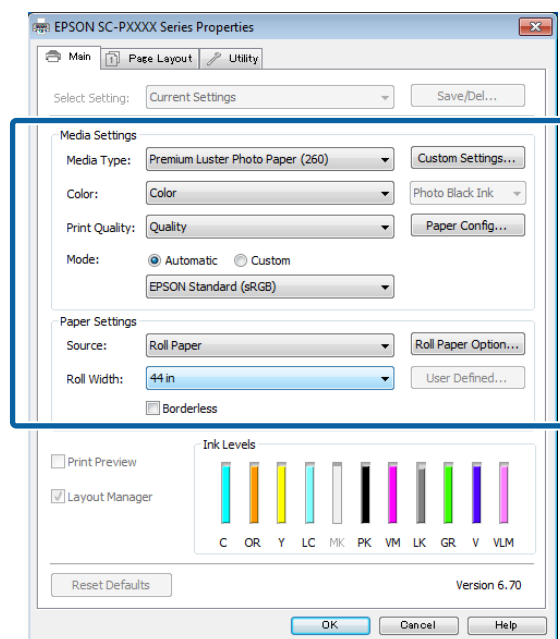 EPSON SC-PXXXX Series Properties
Main Page Layout Utility
Select Setting: Current Settings Save/Del...
Media Settings
Media Type: Premium Luster Photo Paper (260) Custom Settings...
Color: Color Photo Black Ink
Print Quality: Quality Paper Config...
Mode: Automatic Custom
EPSON Standard (sRGB)
Paper Settings
Source: Roll Paper Roll Paper Option...
Roll Width: 44 in User Defined...
Borderless
Ink Levels
Print Preview
Layout Manager
C OR Y LC MK PK VM LK GR V VLM
Reset Defaults Version 6.70
OK Cancel Help